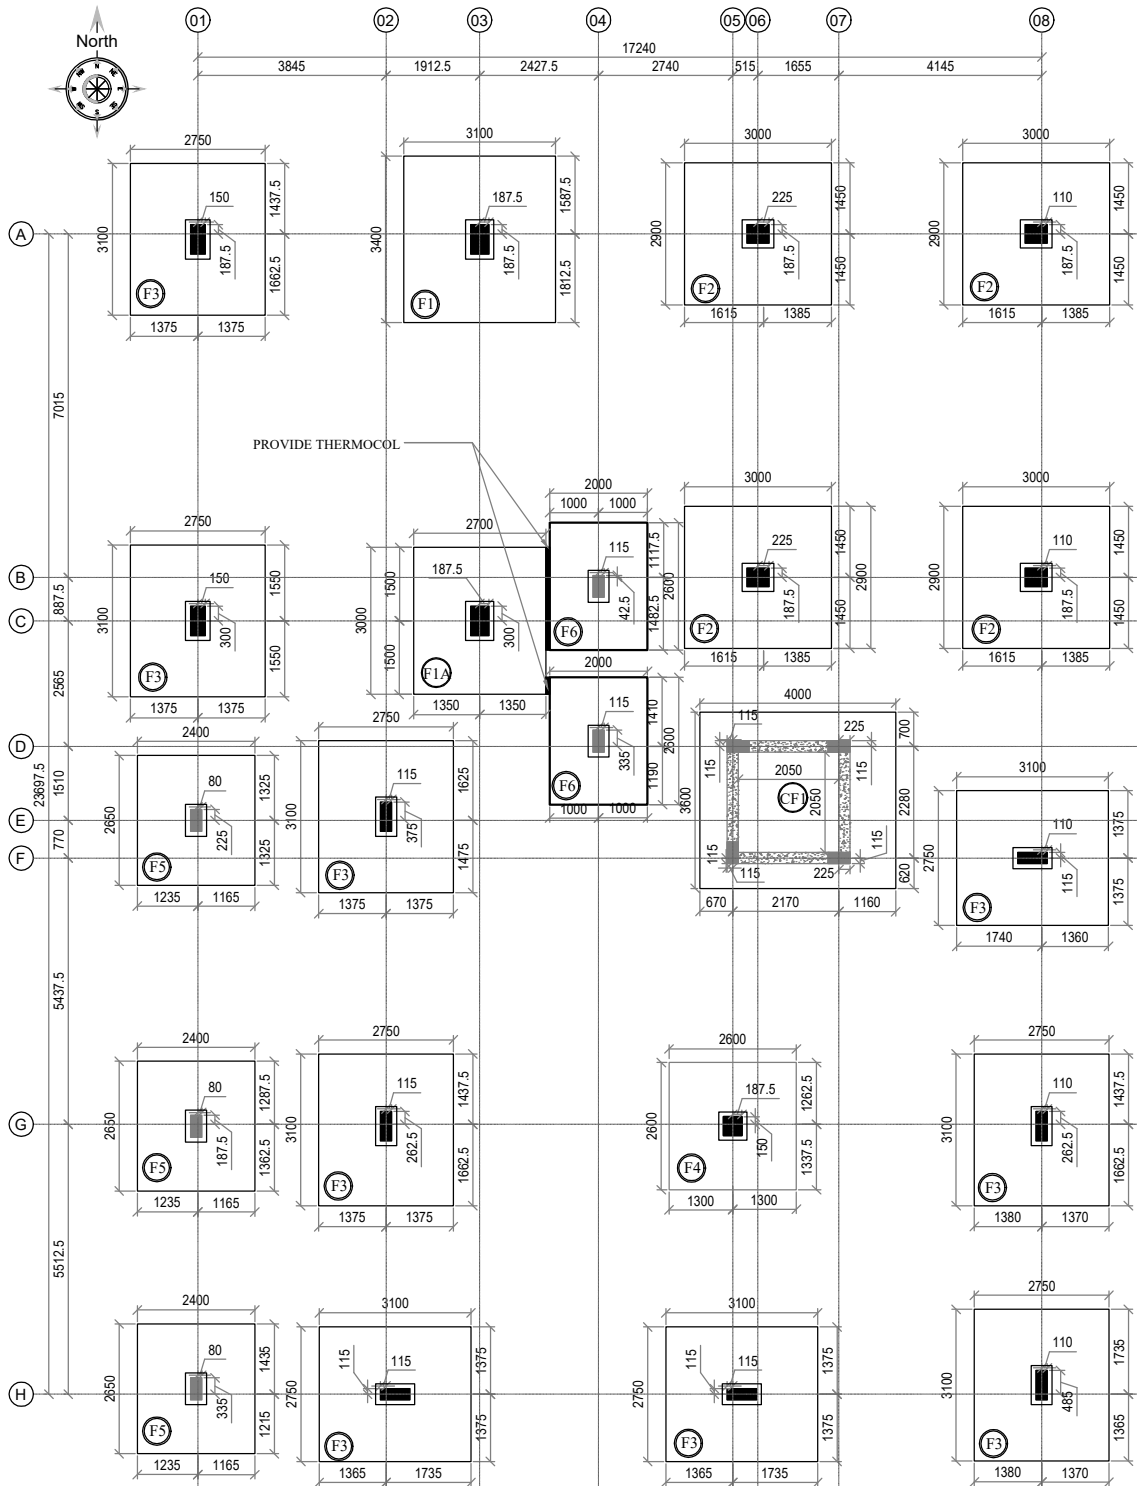 01 02 03 04 05 06 07 08
North
N NE E SE S SW W NW
17240
3845 1912.5 2427.5 2740 515 1655 4145
2750 3100 3000 3000
A
3100 150 187.5 1437.5 1662.5 F3 1375 1375
3400 187.5 187.5 1587.5 1812.5 F1
2900 225 187.5 1450 1450 F2 1615 1385
2900 110 187.5 1450 1450 F2 1615 1385
7015
PROVIDE THERMOCOL
2750 2700 2000 3000 3000
1000 1000
B
887.5
C
3100 150 300 1550 1550 F3 1375 1375
3000 1500 1500 187.5 300 F1A 1350 1350
115 42.5 1117.5 1482.5 2600 F6
225 187.5 1450 1450 2900 F2 1615 1385
2900 110 187.5 1450 1450 F2 1615 1385
2565
2400 2750 2000 4000 3100
D
23697.5
1510
E
770
F
2650 80 225 1325 1325 F5 1235 1165
3100 115 375 1625 1475 F3 1375 1375
115 335 1410 1190 2600 F6 1000 1000
3600 115 115 225 115 700 2050 2050 CF1 2280 115 115 225 115 620 670 2170 1160
2750 110 115 1375 1375 F3 1740 1360
5437.5
2400 2750 2600 2750
G
2650 80 187.5 1287.5 1362.5 F5 1235 1165
3100 115 262.5 1437.5 1662.5 F3 1375 1375
2600 187.5 150 1262.5 1337.5 F4 1300 1300
3100 110 262.5 1437.5 1662.5 F3 1380 1370
5512.5
2400 3100 3100 2750
H
2650 80 335 1435 1215 F5 1235 1165
2750 115 115 1375 1375 F3 1365 1735
2750 115 115 1375 1375 F3 1365 1735
3100 110 485 1735 1365 F3 1380 1370